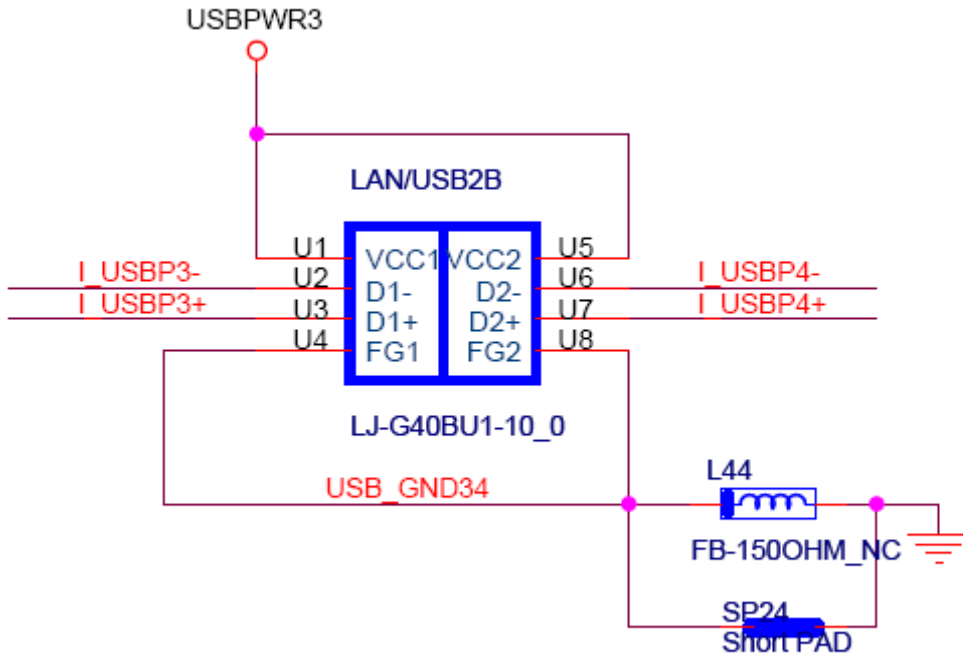 USBPWR3
LAN/USB2B
U1 VCC1 VCC2 U5
I_USBP3- U2 D1- D2- U6 I_USBP4-
I_USBP3+ U3 D1+ D2+ U7 I_USBP4+
U4 FG1 FG2 U8
LJ-G40BU1-10_0
USB_GND34
L44
FB-150OHM_NC
SP24
Short PAD